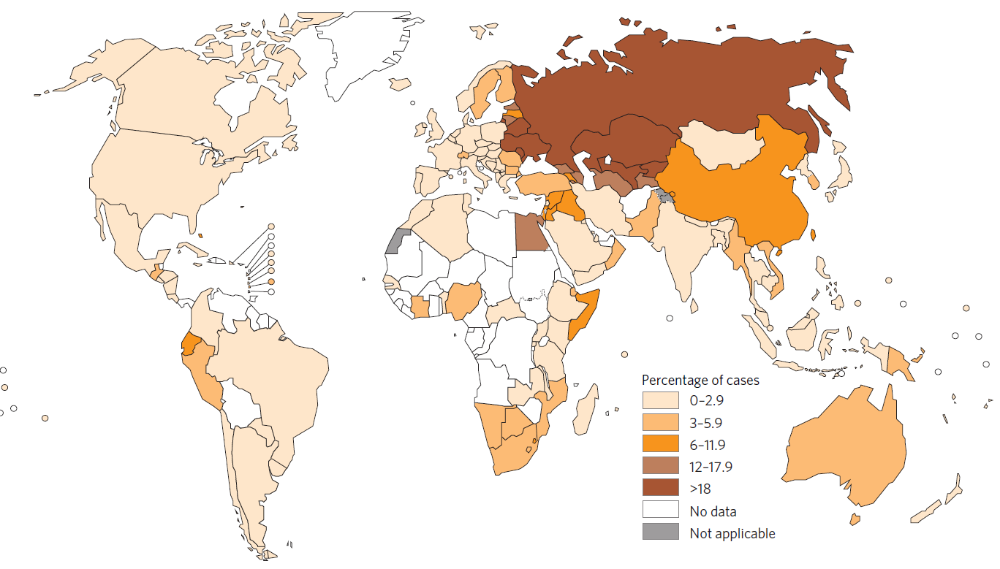 Percentage of cases
0–2.9
3–5.9
6–11.9
12–17.9
>18
No data
Not applicable